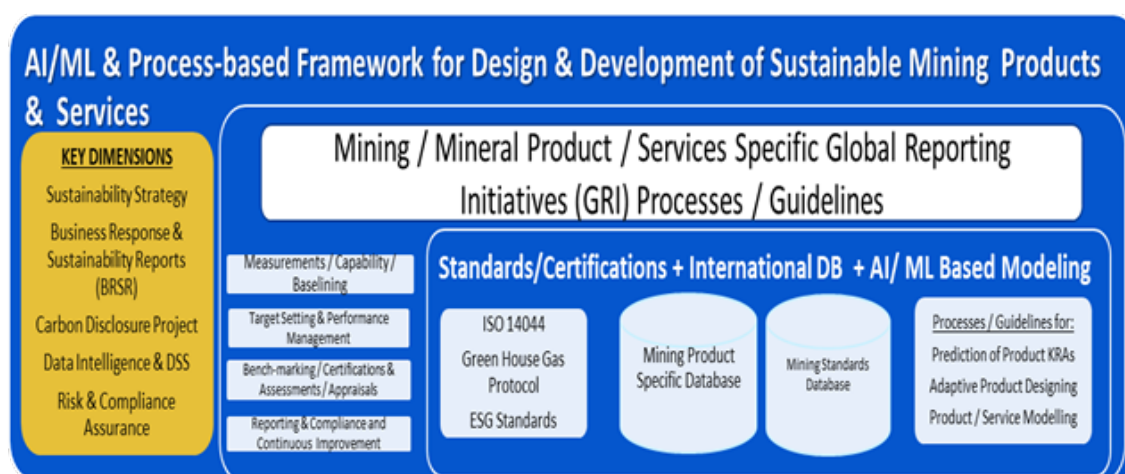 AI/ML & Process-based Framework for Design & Development of Sustainable Mining Products
& Services
KEY DIMENSIONS
Sustainability Strategy
Business Response &
Sustainability Reports
(BRSR)
Carbon Disclosure Project
Data Intelligence & DSS
Risk & Compliance
Assurance
Mining / Mineral Product / Services Specific Global Reporting
Initiatives (GRI) Processes / Guidelines
Measurements / Capability /
Baselining
Target Setting & Performance
Management
Bench-marking / Certifications &
Assessments / Appraisals
Reporting & Compliance and
Continuous Improvement
Standards/Certifications + International DB + AI/ ML Based Modeling
ISO 14044
Green House Gas
Protocol
ESG Standards
Mining Product
Specific Database
Mining Standards
Database
Processes / Guidelines for:
Prediction of Product KRAs
Adaptive Product Designing
Product / Service Modelling